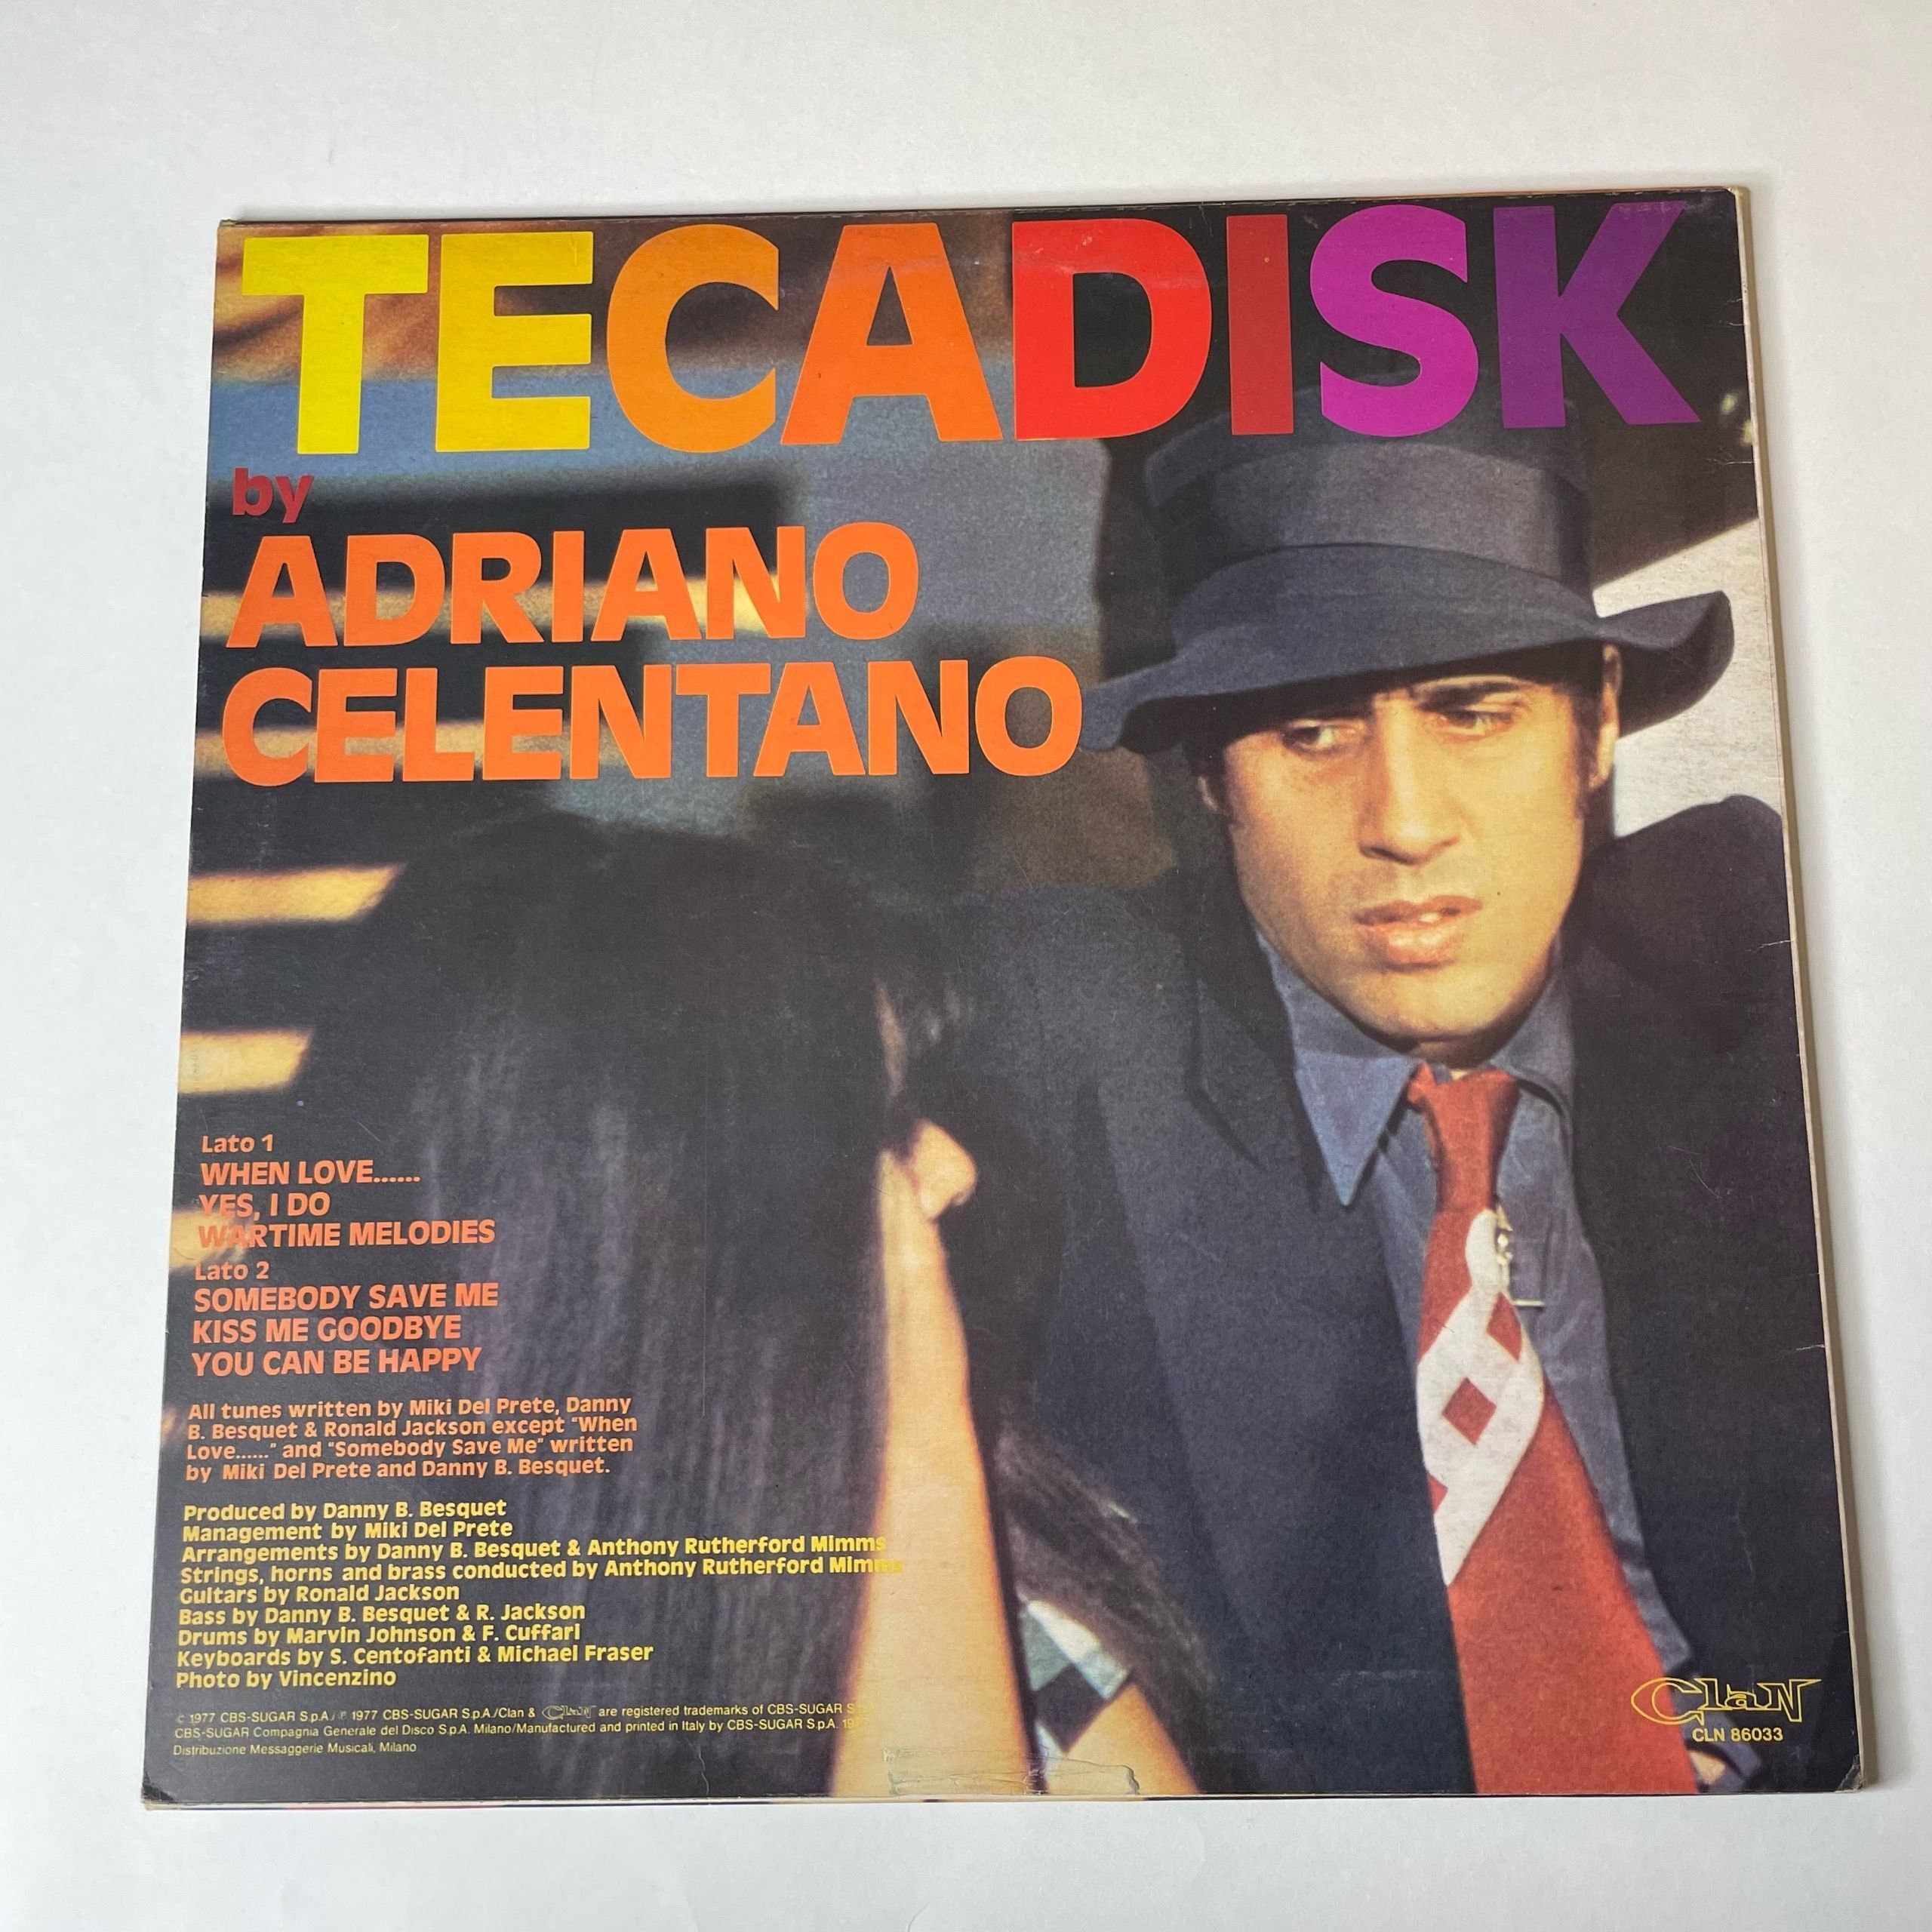 TECADISK
by
ADRIANO
CELENTANO
Lato 1
WHEN LOVE......
YES, I DO
WARTIME MELODIES
Lato 2
SOMEBODY SAVE ME
KISS ME GOODBYE
YOU CAN BE HAPPY
All tunes written by Miki Del Prete, Danny
B. Besquet & Ronald Jackson except "When
Love......" and "Somebody Save Me" written
by Miki Del Prete and Danny B. Besquet.
Produced by Danny B. Besquet
Management by Miki Del Prete
Arrangements by Danny B. Besquet & Anthony Rutherford Mimms
Strings, horns and brass conducted by Anthony Rutherford Mimms
Guitars by Ronald Jackson
Bass by Danny B. Besquet & R. Jackson
Drums by Marvin Johnson & F. Cuffari
Keyboards by S. Centofanti & Michael Fraser
Photo by Vincenzino
© 1977 CBS-SUGAR S.p.A./℗ 1977 CBS-SUGAR S.p.A./Clan & Clan are registered trademarks of CBS-SUGAR
CBS-SUGAR Compagnia Generale del Disco S.p.A. Milano/Manufactured and printed in Italy by CBS-SUGAR S.p.A.
Distribuzione Messaggerie Musicali, Milano
Clan
CLN 86033